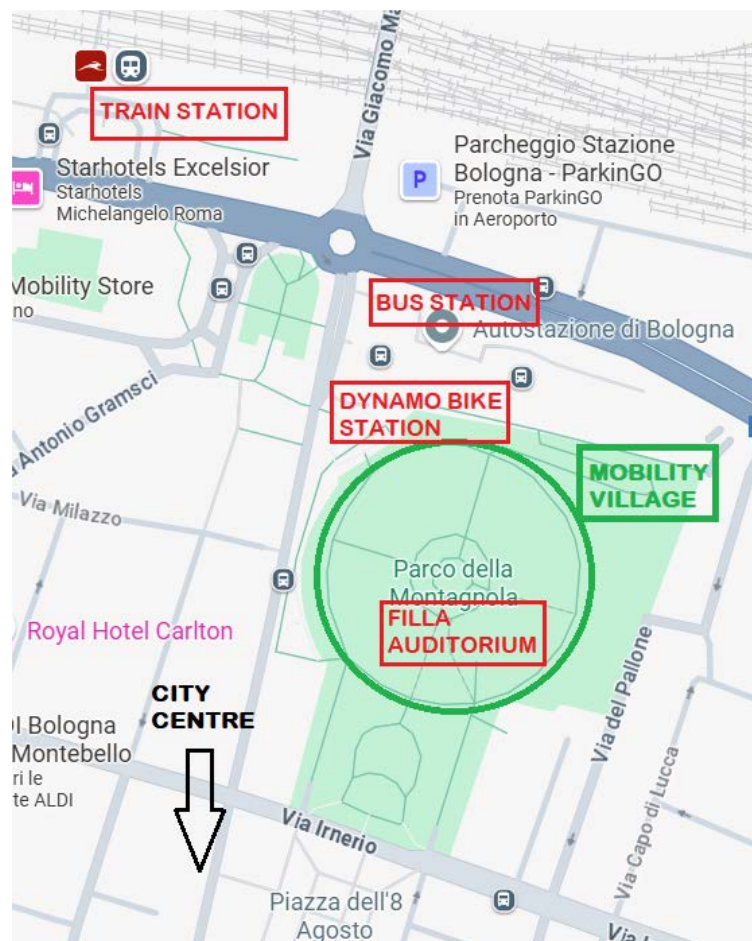 Via Giacomo Ma
TRAIN STATION
Starhotels Excelsior
Starhotels
Michelangelo Roma
P
Parcheggio Stazione
Bologna - ParkinGO
Prenota ParkinGO
in Aeroporto
Mobility Store
no
BUS STATION
Autostazione di Bologna
DYNAMO BIKE
STATION
Antonio Gramsci
MOBILITY
VILLAGE
Via Milazzo
Parco della
Montagnola
FILLA
AUDITORIUM
Royal Hotel Carlton
Via del Pallone
CITY
CENTRE
DI Bologna
Montebello
ri le
te ALDI
Via Capo di Lucca
Via Irnerio
Piazza dell'8
Agosto
Via I